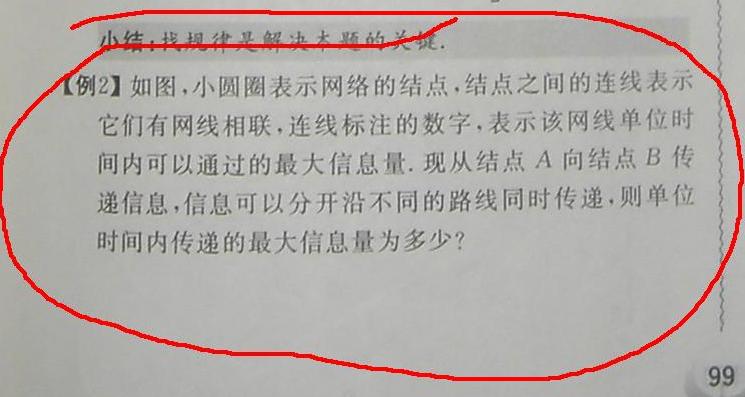 小结:找规律是解决本题的关键.
【例2】如图,小圆圈表示网络的结点,结点之间的连线表示
它们有网线相联,连线标注的数字,表示该网线单位时
间内可以通过的最大信息量.现从结点A向结点B传
递信息,信息可以分开沿不同的路线同时传递,则单位
时间内传递的最大信息量为多少?
99